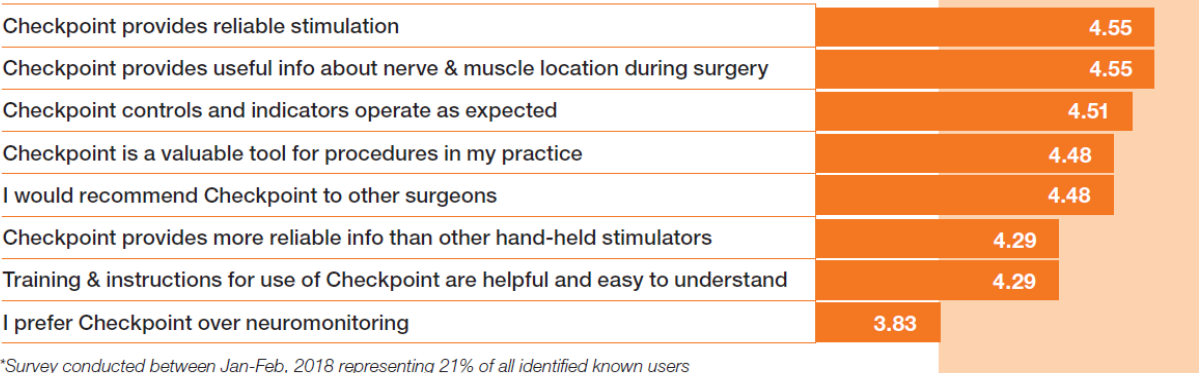 Checkpoint provides reliable stimulation 4.55
Checkpoint provides useful info about nerve & muscle location during surgery 4.55
Checkpoint controls and indicators operate as expected 4.51
Checkpoint is a valuable tool for procedures in my practice 4.48
I would recommend Checkpoint to other surgeons 4.48
Checkpoint provides more reliable info than other hand-held stimulators 4.29
Training & instructions for use of Checkpoint are helpful and easy to understand 4.29
I prefer Checkpoint over neuromonitoring 3.83
*Survey conducted between Jan-Feb, 2018 representing 21% of all identified known users